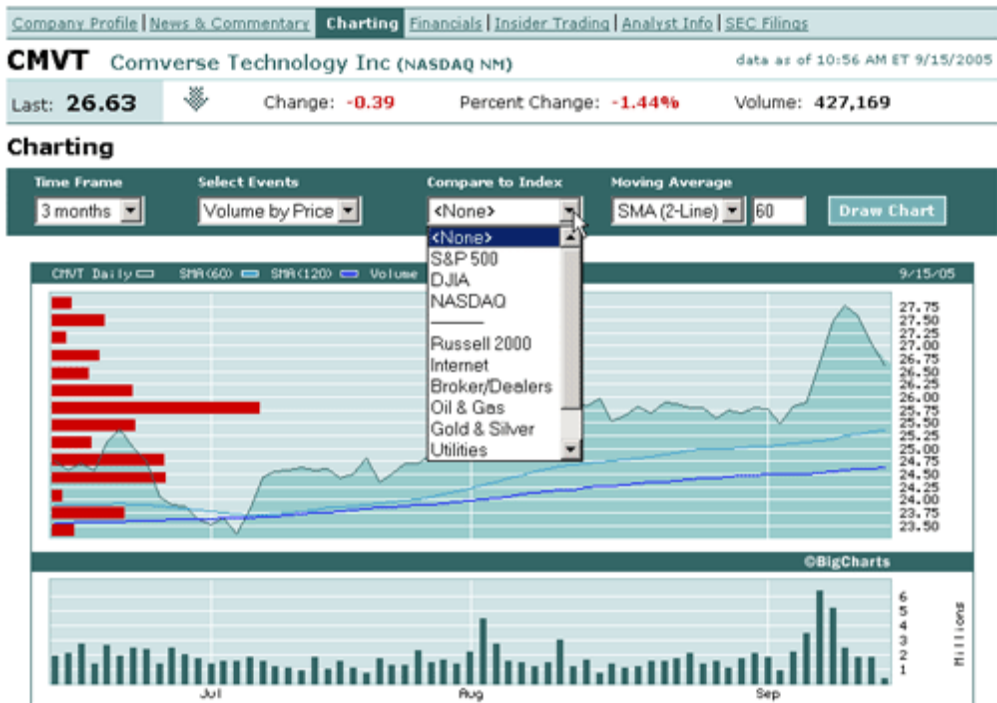 Company Profile | News & Commentary Charting Financials | Insider Trading | Analyst Info | SEC Filings
CMVT Comverse Technology Inc (NASDAQ NM) data as of 10:56 AM ET 9/15/2005
Last: 26.63 Change: -0.39 Percent Change: -1.44% Volume: 427,169
Charting
Time Frame Select Events Compare to Index Moving Average
3 months Volume by Price <None> SMA (2-Line) 60 Draw Chart
<None>
S&P 500
DJIA
NASDAQ
Russell 2000
Internet
Broker/Dealers
Oil & Gas
Gold & Silver
Utilities
CMVT Daily SMA(60) SMA(120) Volume 9/15/05
27.75
27.50
27.25
27.00
26.75
26.50
26.25
26.00
25.75
25.50
25.25
25.00
24.75
24.50
24.25
24.00
23.75
23.50
©BigCharts
6
5
4
3
2
1
Millions
Jul Aug Sep